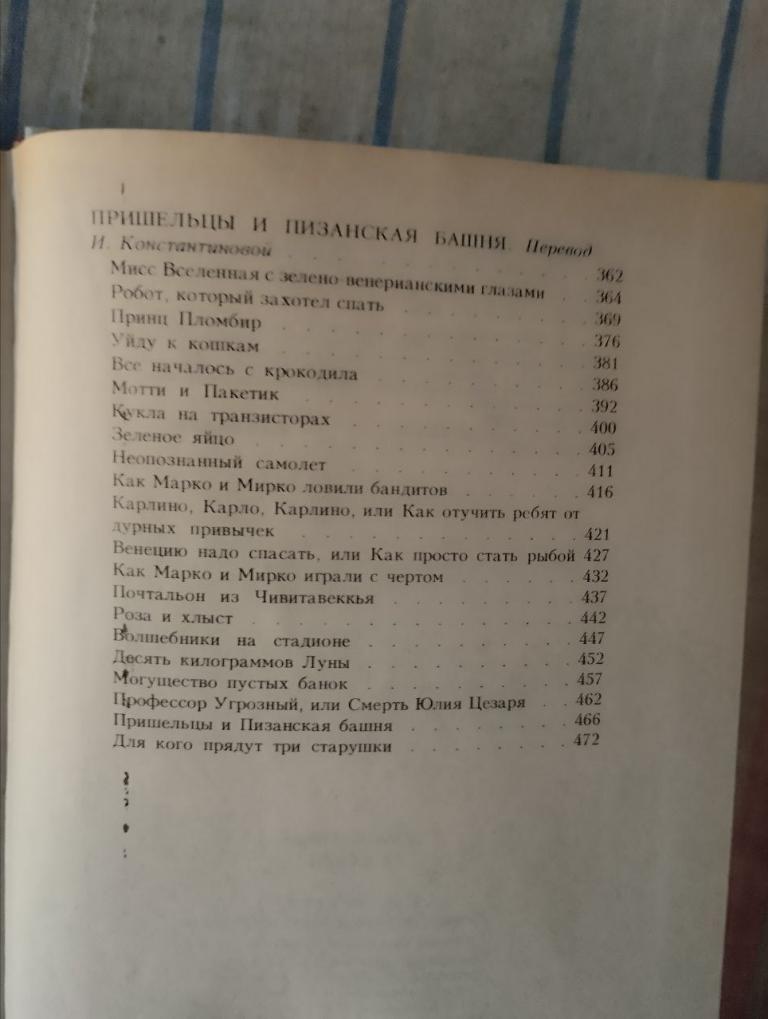 ПРИШЕЛЬЦЫ И ПИЗАНСКАЯ БАШНЯ. Перевод
И. Константиновой . . . . . . . . . 362
Мисс Вселенная с зелено-венерианскими глазами . . 364
Робот, который захотел спать . . . . . . . 369
Принц Пломбир . . . . . . . . . . 376
Уйду к кошкам . . . . . . . . . . 381
Все началось с крокодила . . . . . . . 386
Мотти и Пакетик . . . . . . . . . 392
Кукла на транзисторах . . . . . . . . 400
Зеленое яйцо . . . . . . . . . . 405
Неопознанный самолет . . . . . . . . 411
Как Марко и Мирко ловили бандитов . . . . . 416
Карлино, Карло, Карлино, или Как отучить ребят от
дурных привычек . . . . . . . . . 421
Венецию надо спасать, или Как просто стать рыбой 427
Как Марко и Мирко играли с чертом . . . . . 432
Почтальон из Чивитавеккья . . . . . . . 437
Роза и хлыст . . . . . . . . . . 442
Волшебники на стадионе . . . . . . . 447
Десять килограммов Луны . . . . . . . 452
Могущество пустых банок . . . . . . . 457
Профессор Угрозный, или Смерть Юлия Цезаря . . 462
Пришельцы и Пизанская башня . . . . . . 466
Для кого прядут три старушки . . . . . . 472